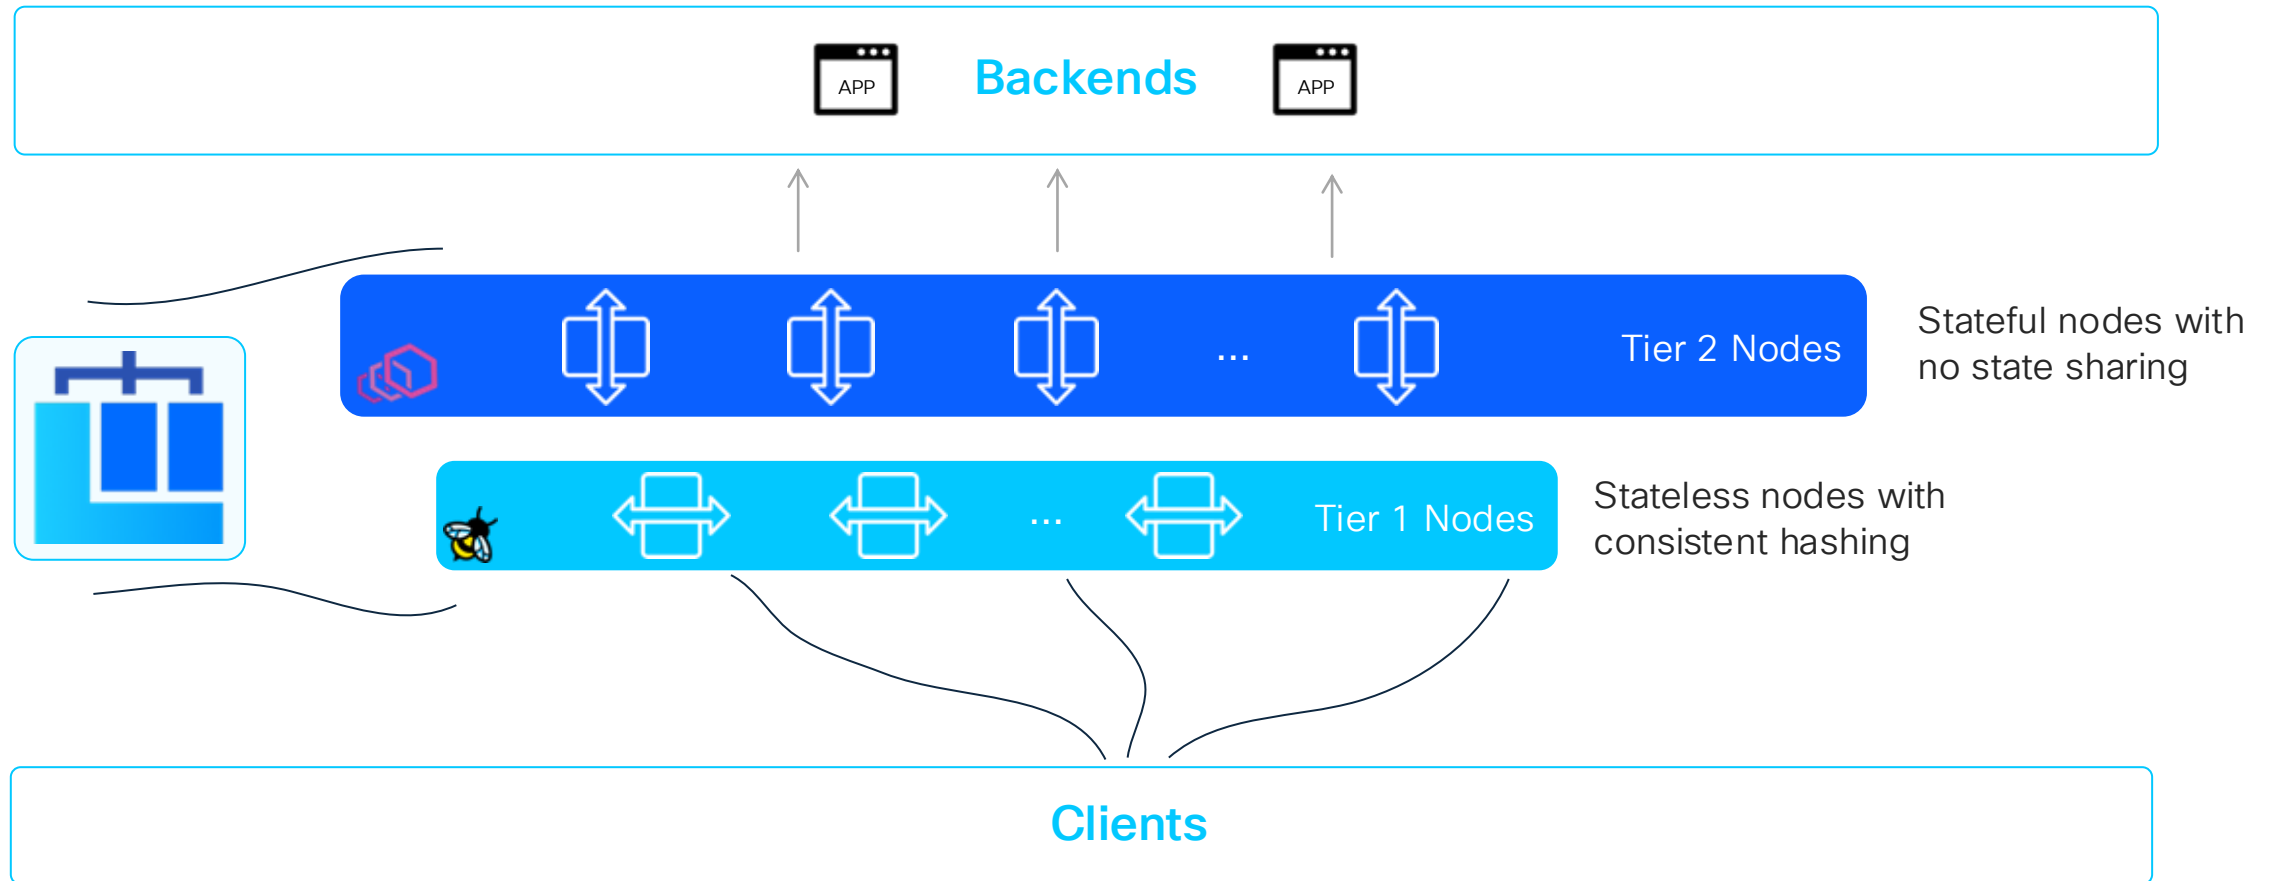 APP
Backends
APP
...
Tier 2 Nodes
Stateful nodes with
no state sharing
...
Tier 1 Nodes
Stateless nodes with
consistent hashing
Clients